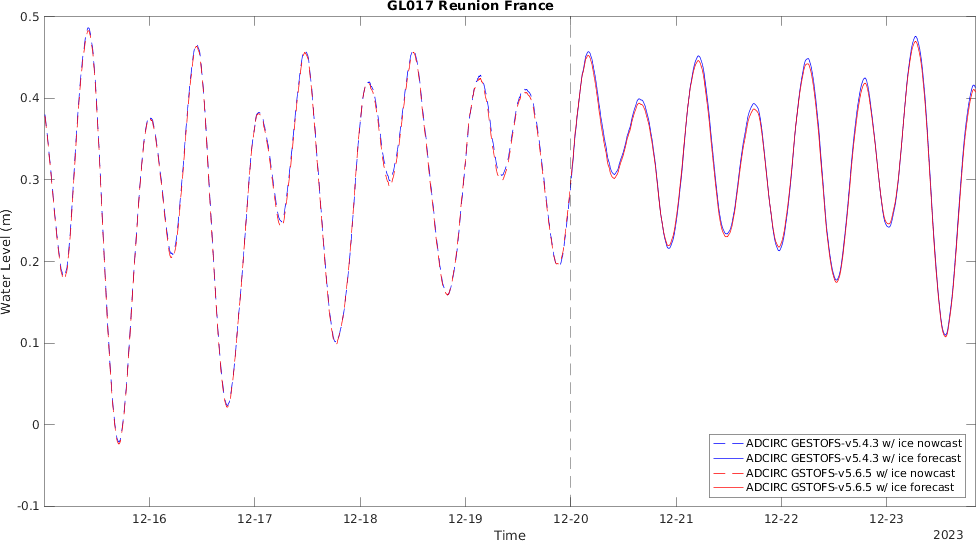 GL017 Reunion France
0.5
0.4
0.3
0.2
0.1
0
-0.1
Water Level (m)
12-16
12-17
12-18
12-19
12-20
12-21
12-22
12-23
Time
2023
ADCIRC GESTOFS-v5.4.3 w/ ice nowcast
ADCIRC GESTOFS-v5.4.3 w/ ice forecast
ADCIRC GSTOFS-v5.6.5 w/ ice nowcast
ADCIRC GSTOFS-v5.6.5 w/ ice forecast